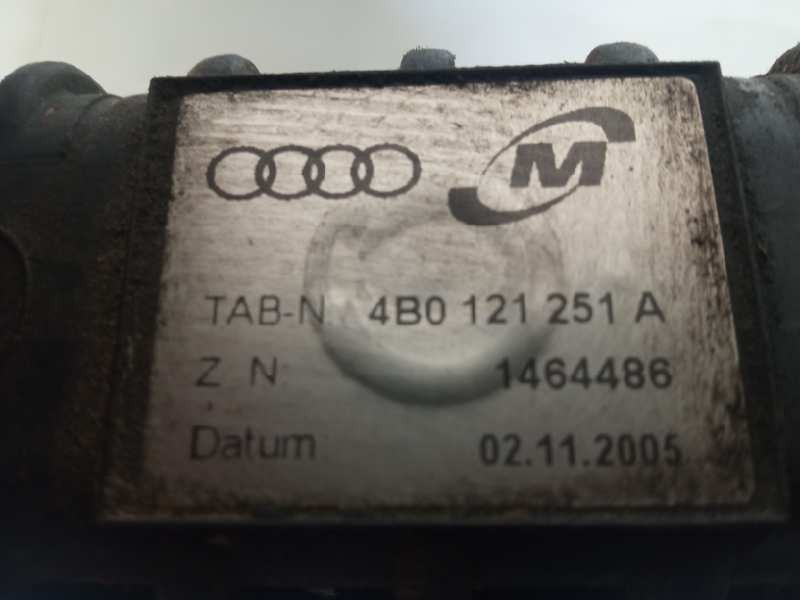 M
TAB-N. 4B0 121 251 A
Z N 1464486
Datum 02.11.2005